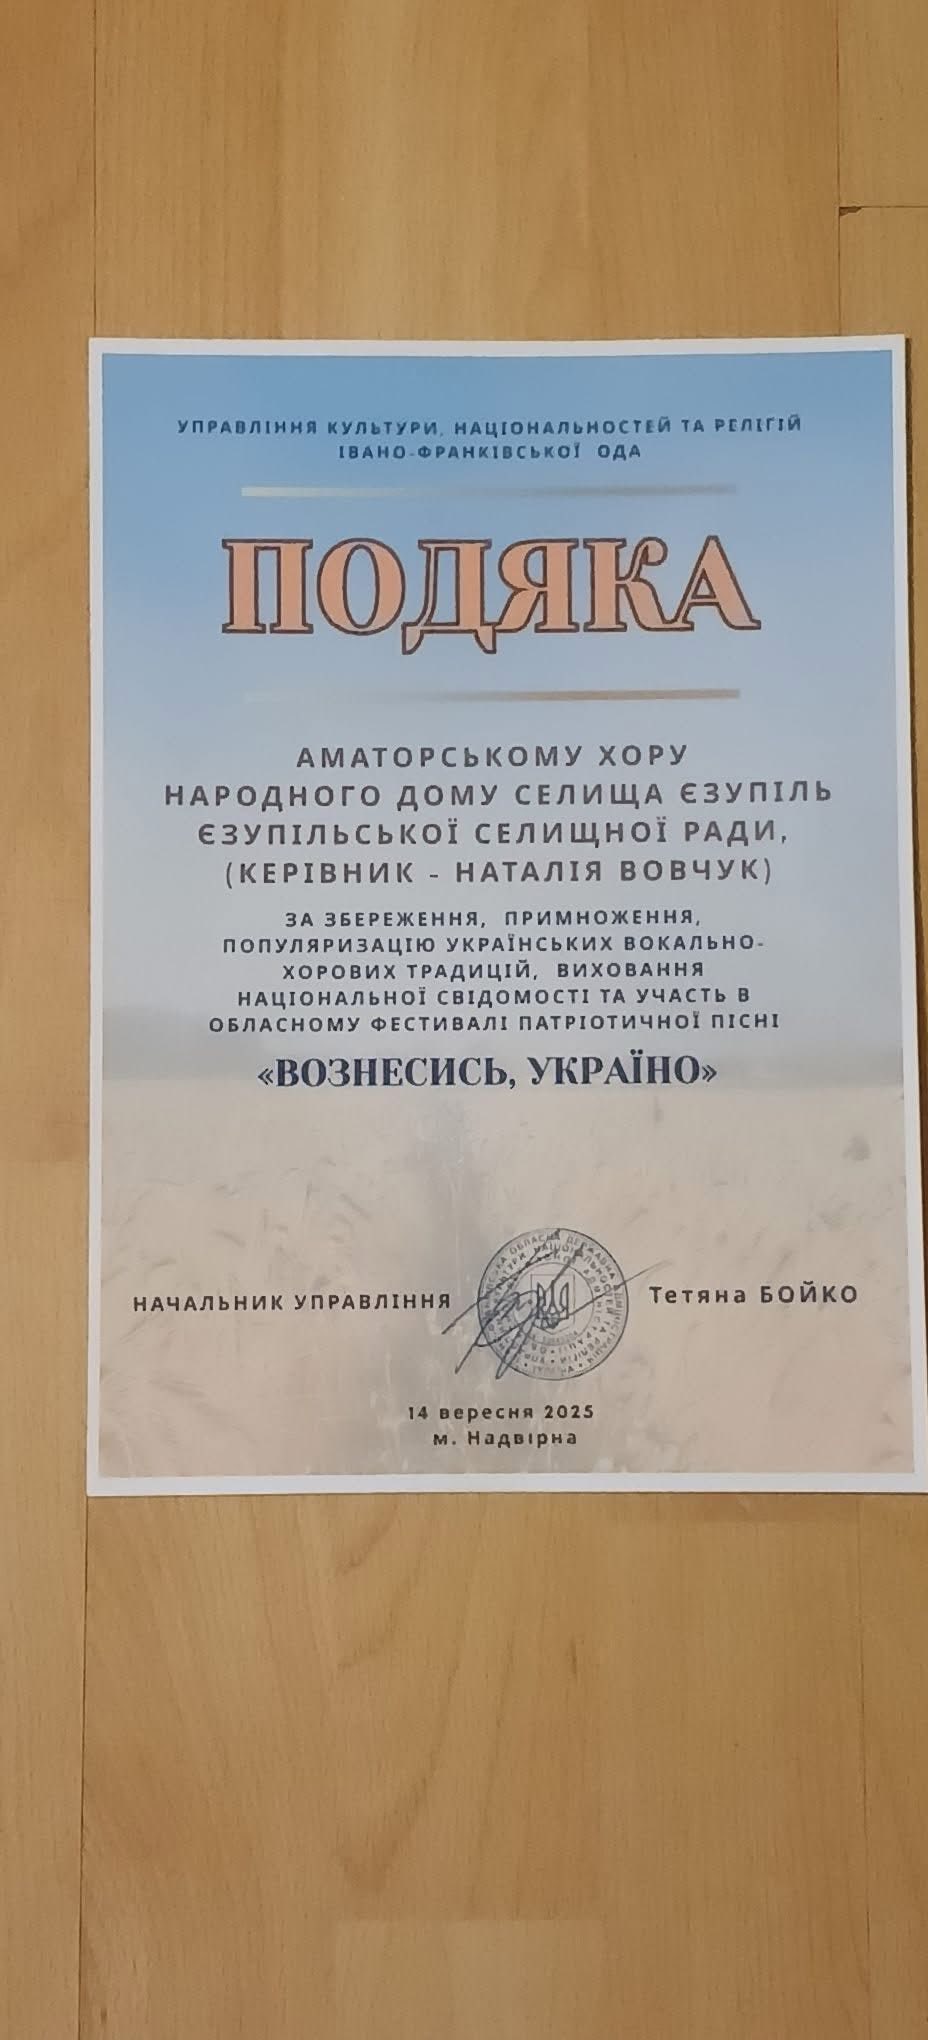 УПРАВЛІННЯ КУЛЬТУРИ, НАЦІОНАЛЬНОСТЕЙ ТА РЕЛІГІЙ
ІВАНО-ФРАНКІВСЬКОЇ ОДА
ПОДЯКА
АМАТОРСЬКОМУ ХОРУ
НАРОДНОГО ДОМУ СЕЛИЩА ЄЗУПІЛЬ
ЄЗУПІЛЬСЬКОЇ СЕЛИЩНОЇ РАДИ,
(КЕРІВНИК - НАТАЛІЯ ВОВЧУК)
ЗА ЗБЕРЕЖЕННЯ, ПРИМНОЖЕННЯ,
ПОПУЛЯРИЗАЦІЮ УКРАЇНСЬКИХ ВОКАЛЬНО-
ХОРОВИХ ТРАДИЦІЙ, ВИХОВАННЯ
НАЦІОНАЛЬНОЇ СВІДОМОСТІ ТА УЧАСТЬ В
ОБЛАСНОМУ ФЕСТИВАЛІ ПАТРІОТИЧНОЇ ПІСНІ
«ВОЗНЕСИСЬ, УКРАЇНО»
НАЧАЛЬНИК УПРАВЛІННЯ
Тетяна БОЙКО
14 вересня 2025
м. Надвірна